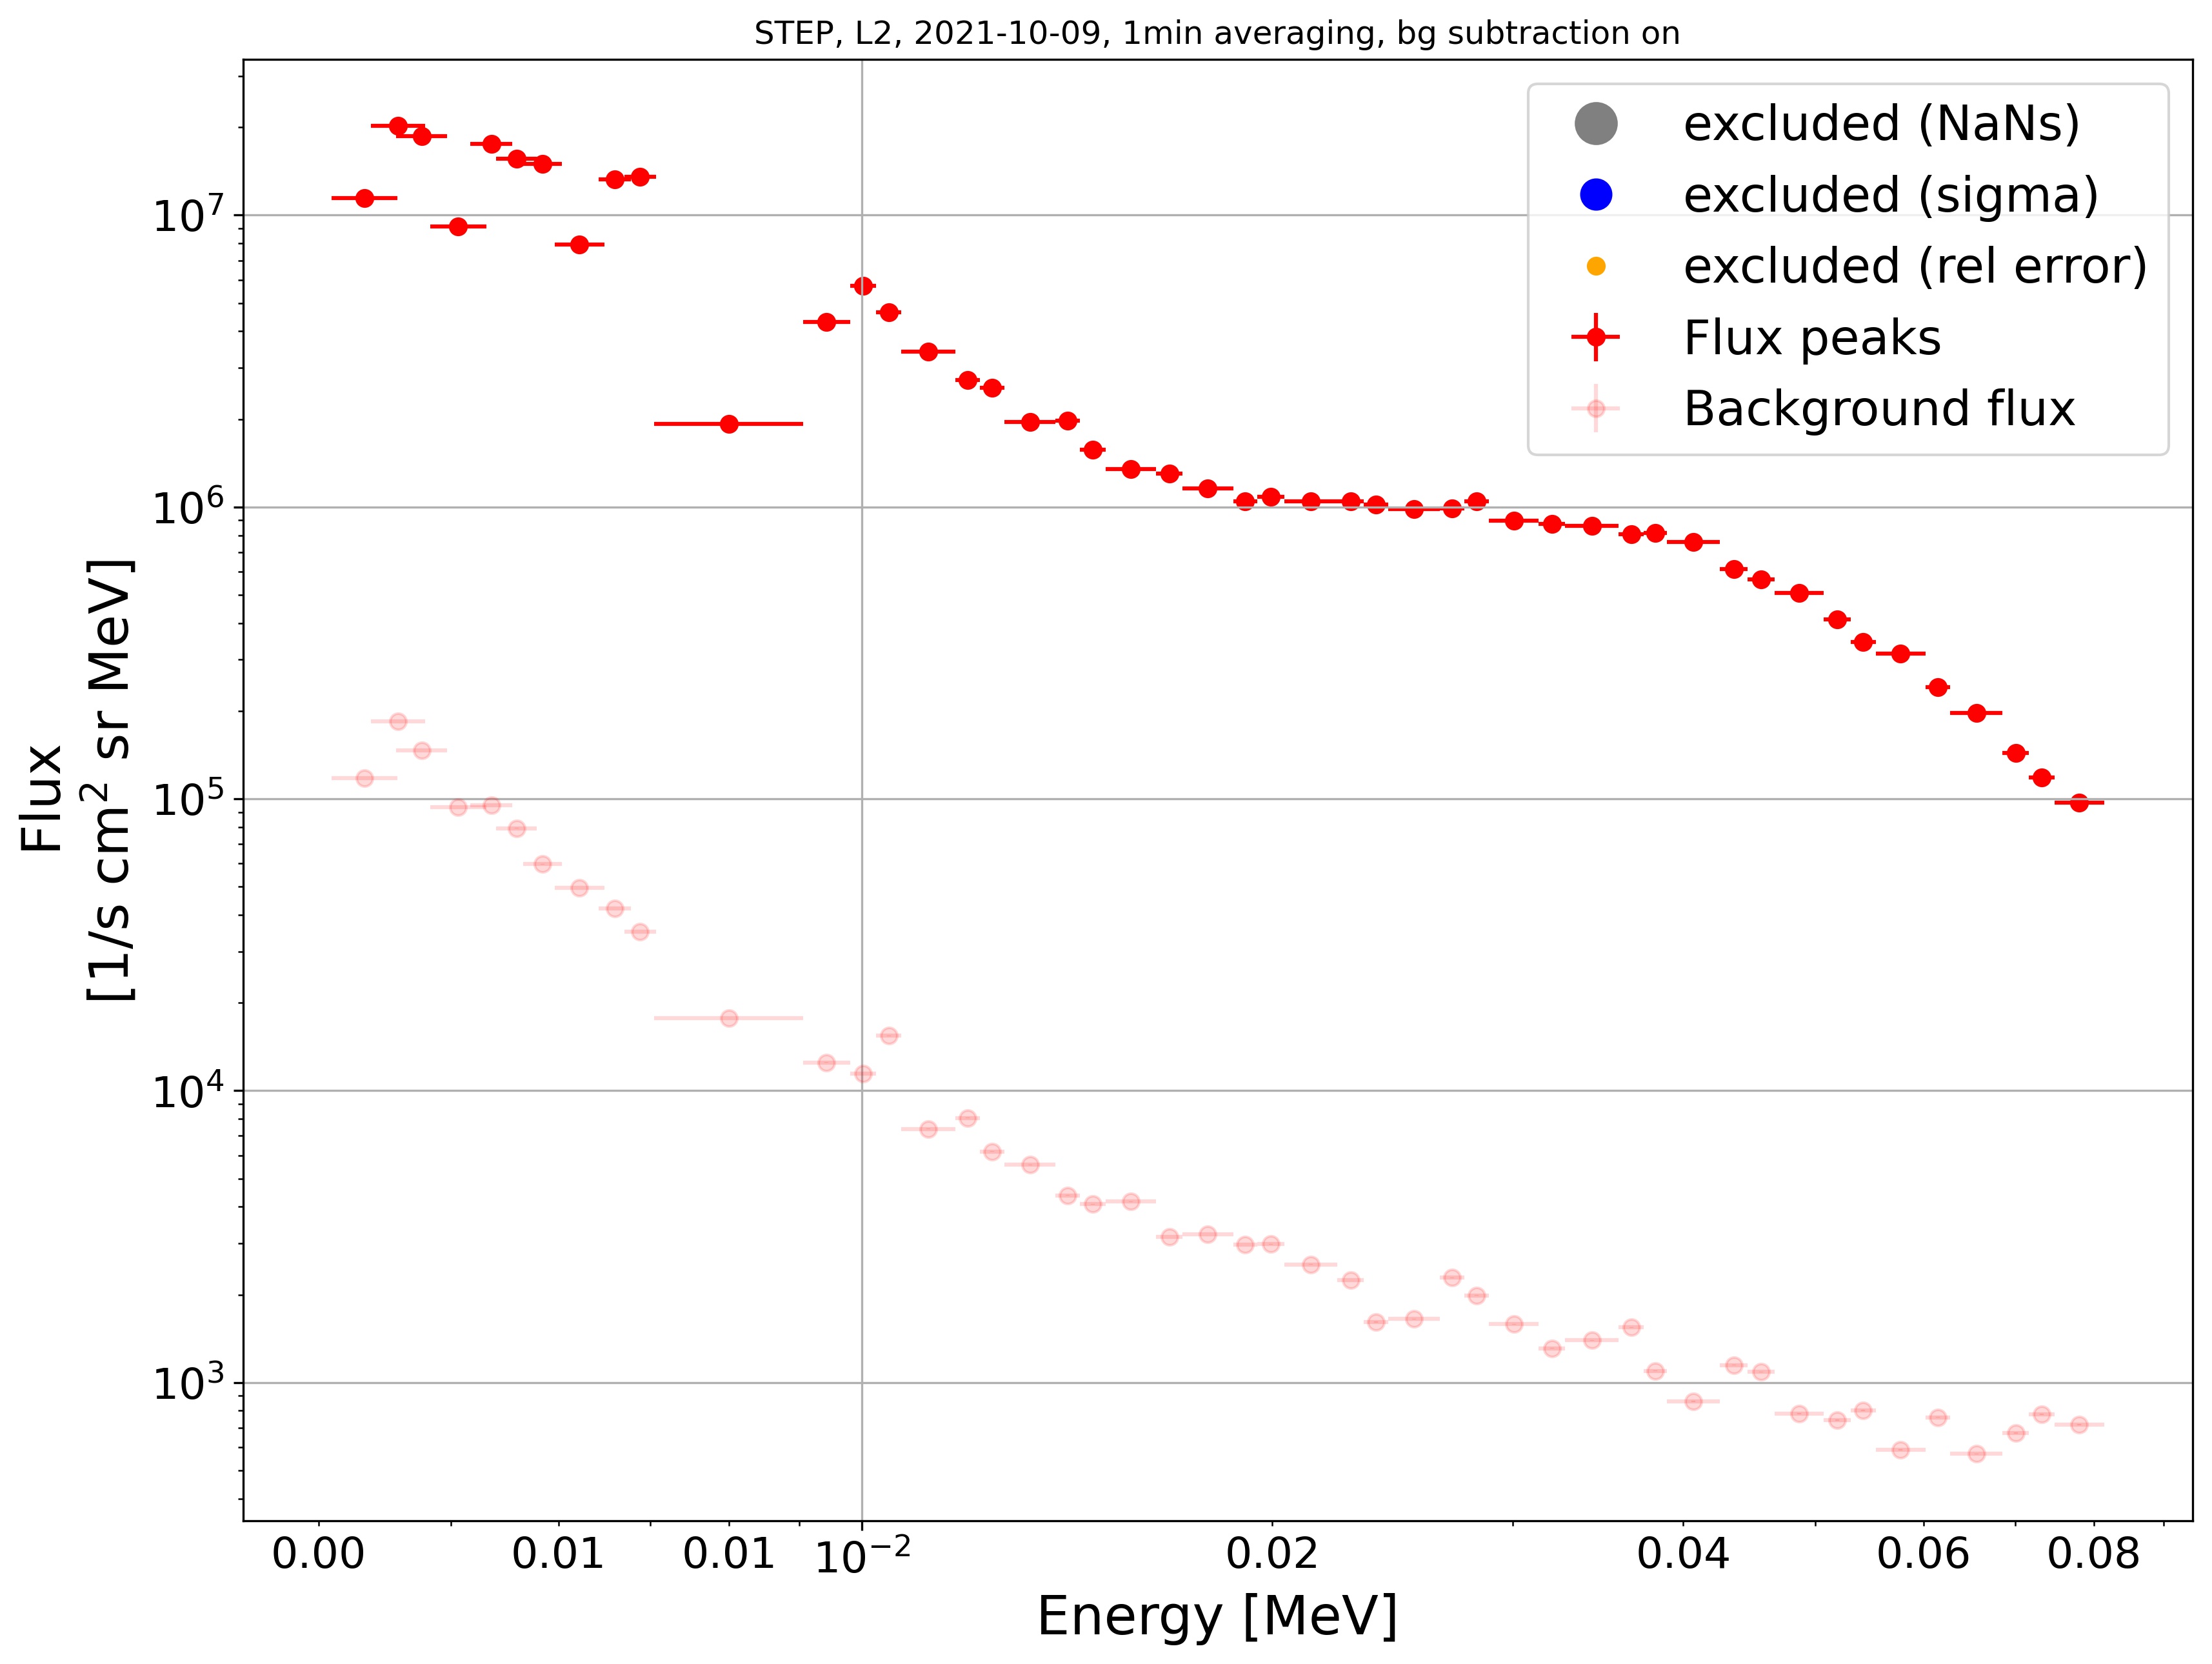 STEP, L2, 2021-10-09, 1min averaging, bg subtraction on
excluded (NaNs)
excluded (sigma)
excluded (rel error)
Flux peaks
Background flux
Flux
[1/s cm² sr MeV]
10⁷
10⁶
10⁵
10⁴
10³
0.00 0.01 0.01 10⁻² 0.02 0.04 0.06 0.08
Energy [MeV]